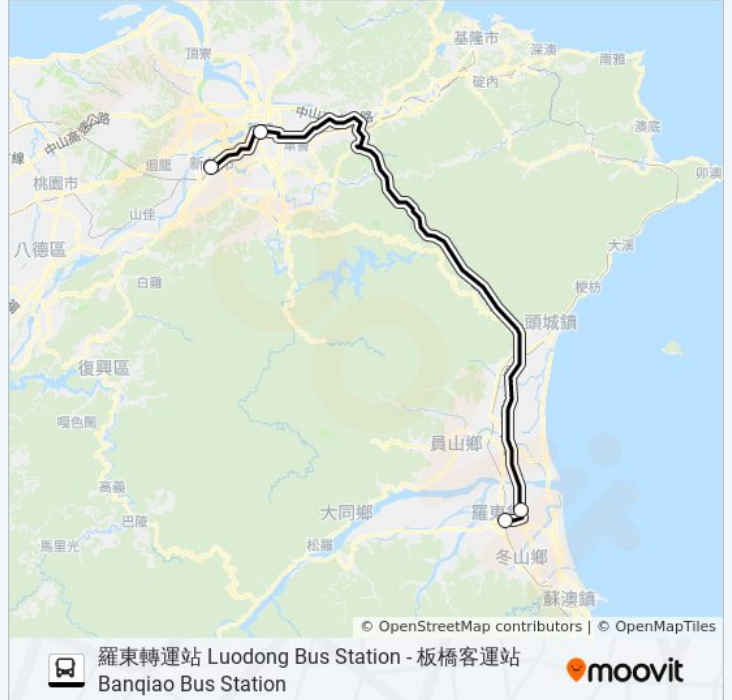 基隆市
深澳
頂寮
南雅
碇內
中山
路
中山高速公路
澳底
線
迴龍
新
卯澳
桃園市
山佳
大溪
八德區
白雞
梗枋
頭城鎮
復興區
嘎色鬧
員山鄉
高義
大同鄉
羅東
巴陵
松羅
馬里光
冬山鄉
蘇澳鎮
© OpenStreetMap contributors | © OpenMapTiles
羅東轉運站 Luodong Bus Station - 板橋客運站
Banqiao Bus Station
moovit